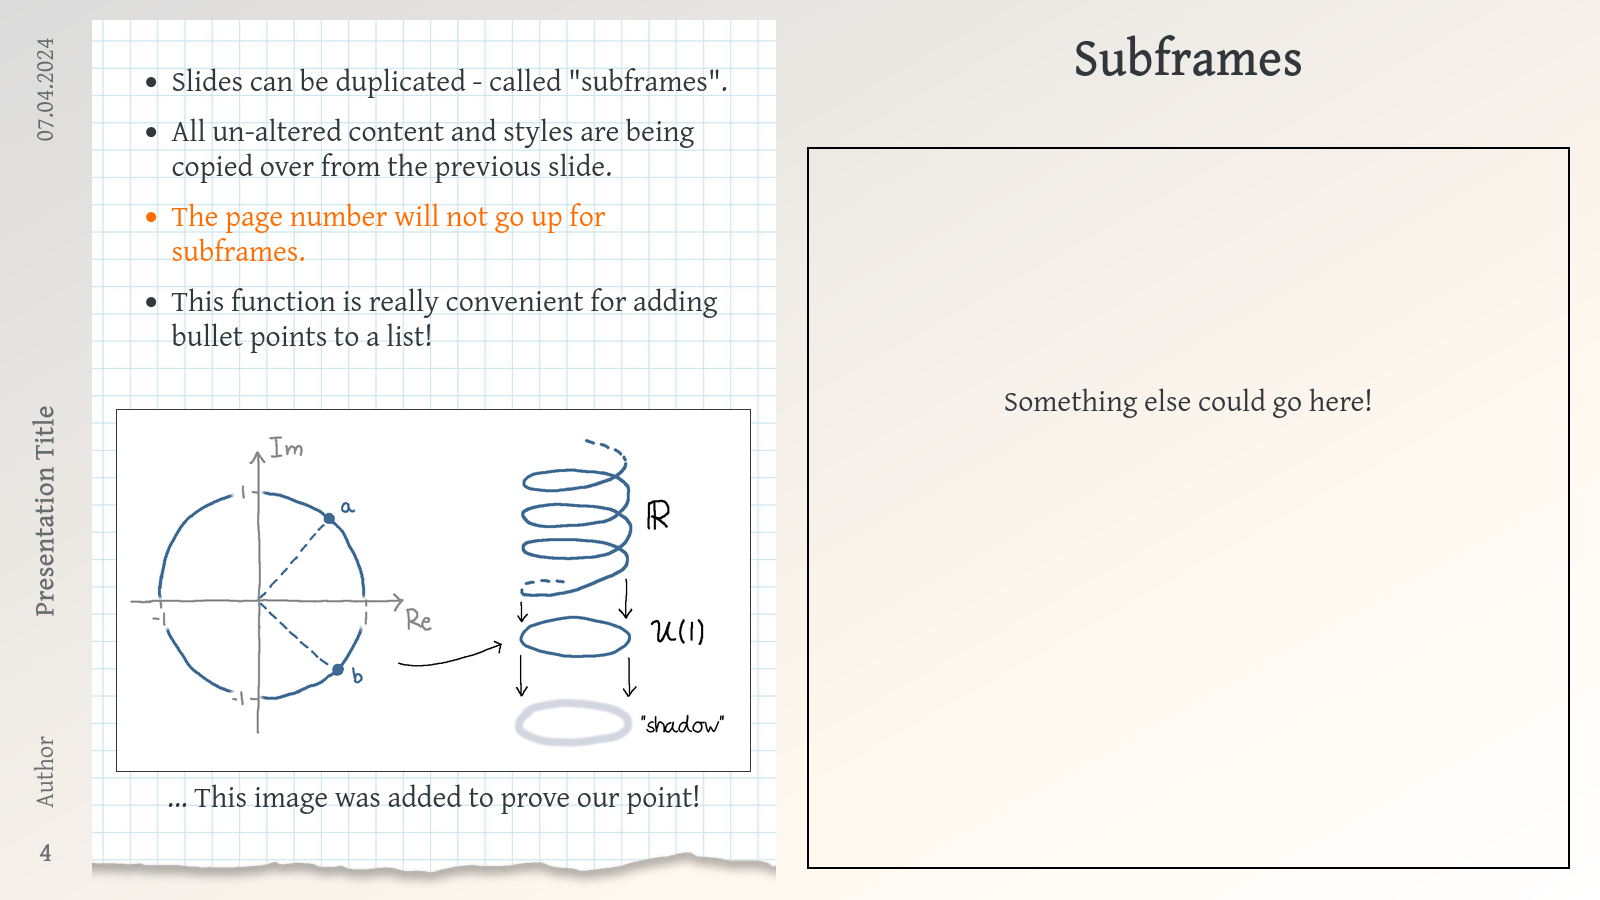 07.04.2024
Presentation Title
Author
4
• Slides can be duplicated - called "subframes".
• All un-altered content and styles are being
copied over from the previous slide.
• The page number will not go up for
subframes.
• This function is really convenient for adding
bullet points to a list!
Im
1
a
ℝ
-1
1
Re
U(1)
b
-1
"shadow"
... This image was added to prove our point!
Subframes
Something else could go here!